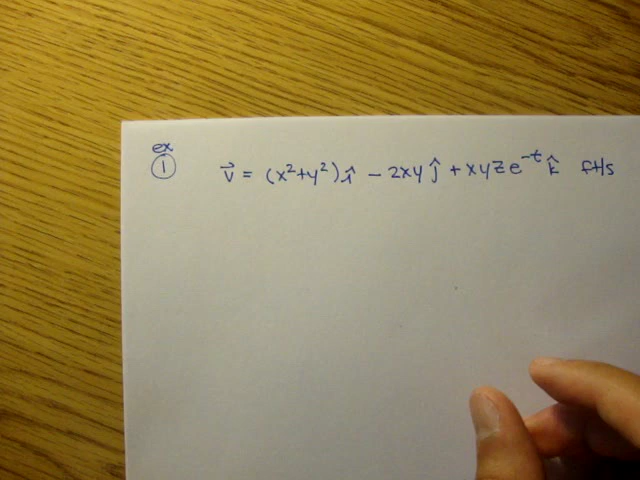 ex
① v⃗ = (x²+y²)î − 2xy ĵ + xyze⁻ᵗ k̂ ft/s